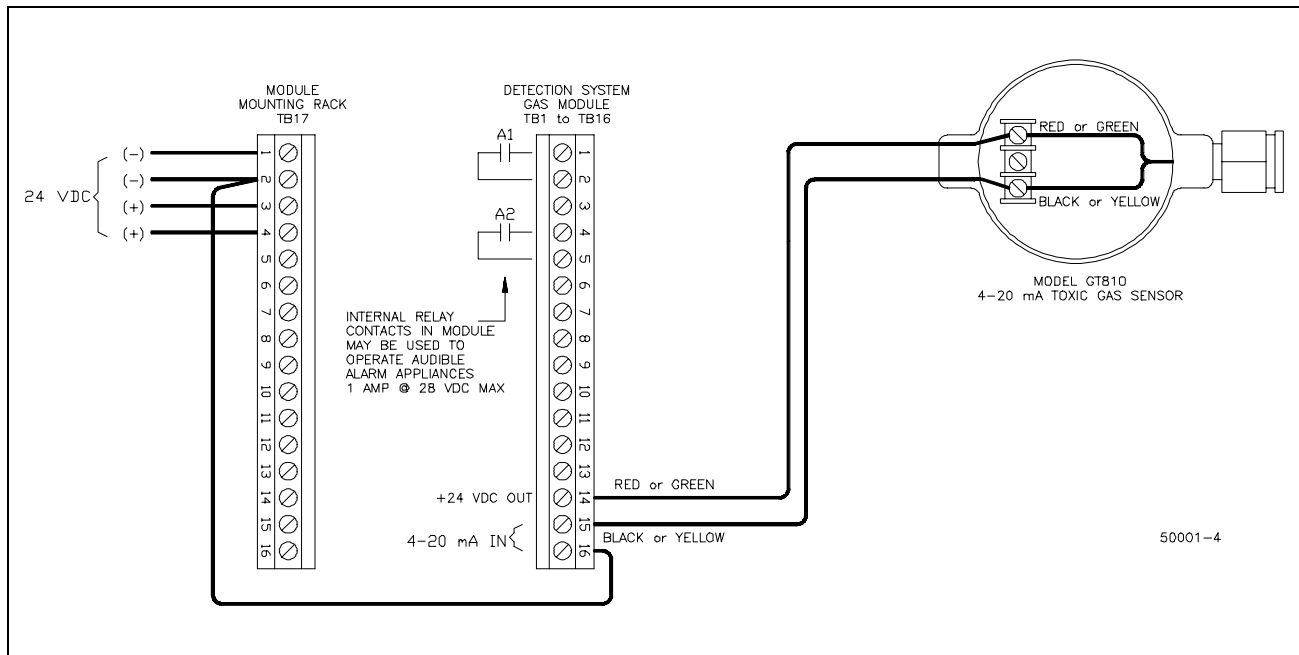 MODULE
MOUNTING RACK
TB17
DETECTION SYSTEM
GAS MODULE
TB1 to TB16
24 VDC
(-)
(-)
(+)
(+)
1
2
3
4
5
6
7
8
9
10
11
12
13
14
15
16
A1
A2
INTERNAL RELAY
CONTACTS IN MODULE
MAY BE USED TO
OPERATE AUDIBLE
ALARM APPLIANCES
1 AMP @ 28 VDC MAX
+24 VDC OUT
4-20 mA IN
1
2
3
4
5
6
7
8
9
10
11
12
13
14
15
16
RED or GREEN
BLACK or YELLOW
RED or GREEN
BLACK or YELLOW
MODEL GT810
4-20 mA TOXIC GAS SENSOR
50001-4